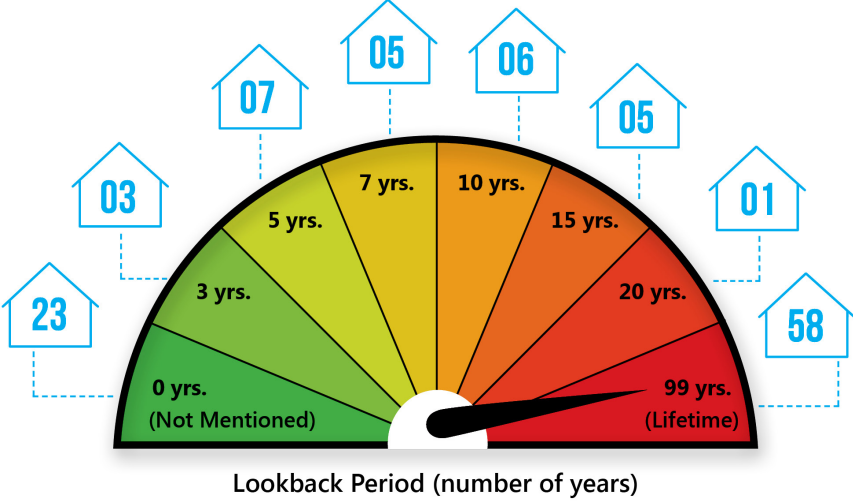 05
06
07
05
03
01
23
58
7 yrs.
10 yrs.
5 yrs.
15 yrs.
3 yrs.
20 yrs.
0 yrs.
(Not Mentioned)
99 yrs.
(Lifetime)
Lookback Period (number of years)